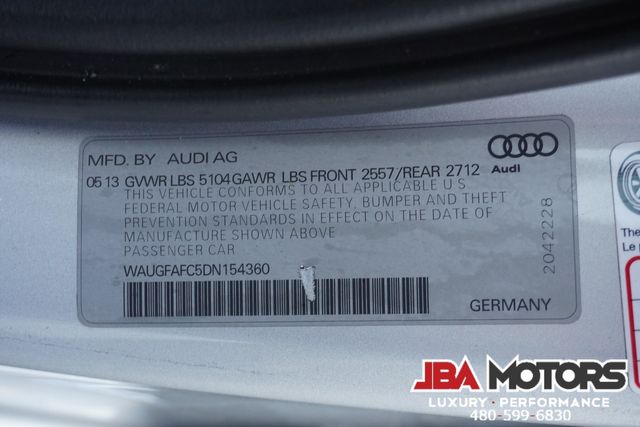 MFD. BY AUDI AG
Audi
05 13 GVWR LBS 5104 GAWR LBS FRONT 2557/REAR 2712
THIS VEHICLE CONFORMS TO ALL APPLICABLE U S
FEDERAL MOTOR VEHICLE SAFETY, BUMPER AND THEFT
PREVENTION STANDARDS IN EFFECT ON THE DATE OF
MANUFACTURE SHOWN ABOVE
PASSENGER CAR
2042228
WAUGFAFC5DN154360
GERMANY
The
Le p
JBA MOTORS
LUXURY · PERFORMANCE
480-599-6830